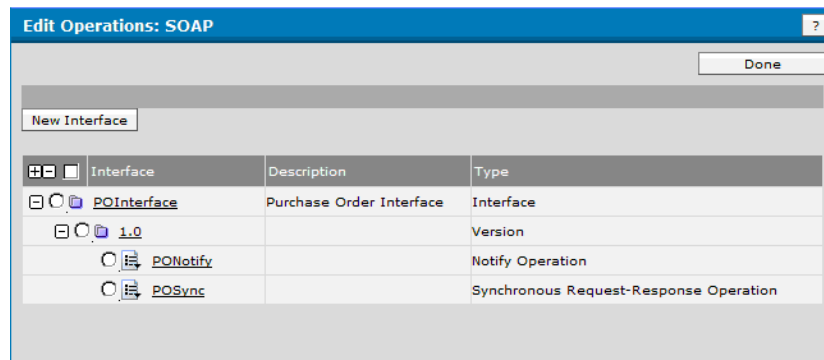 Edit Operations: SOAP ?
Done
New Interface
Interface Description Type
POInterface Purchase Order Interface Interface
1.0 Version
PONotify Notify Operation
POSync Synchronous Request-Response Operation